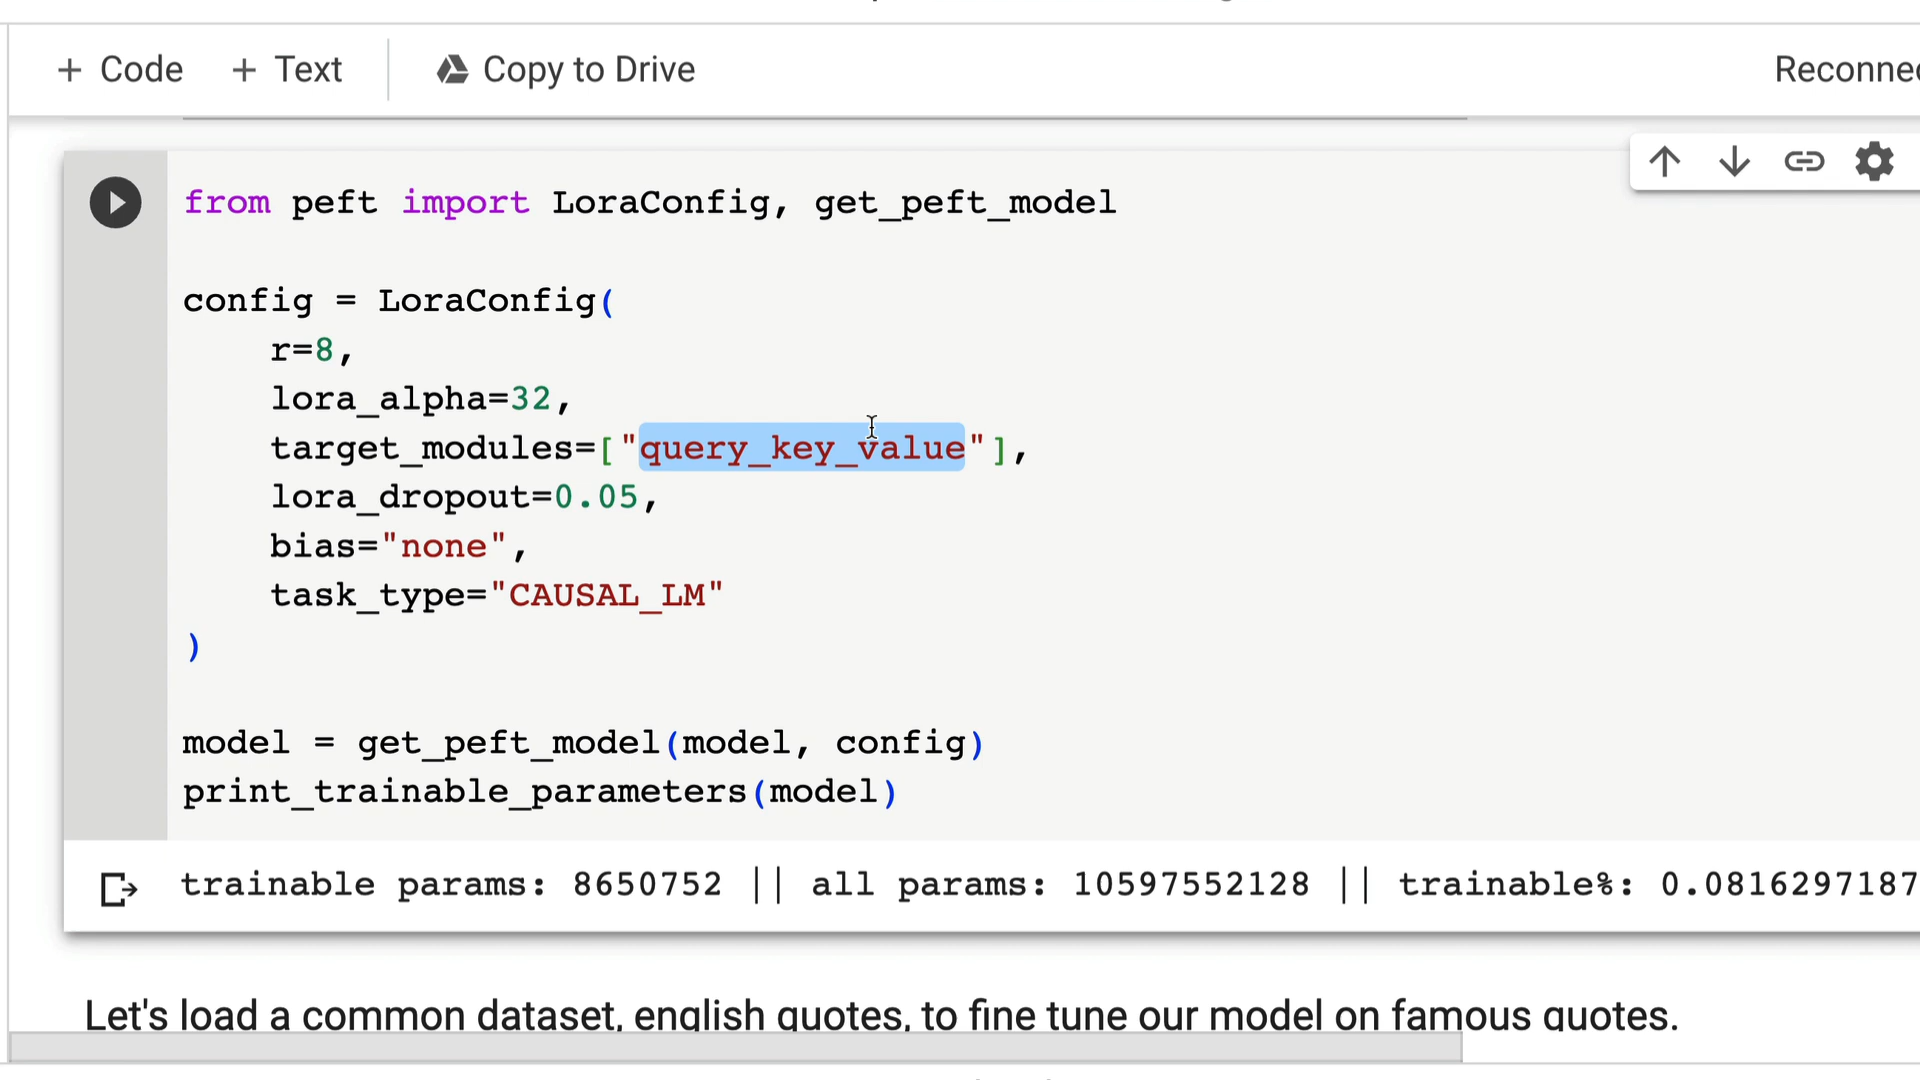 + Code + Text Copy to Drive Reconnec
from peft import LoraConfig, get_peft_model
config = LoraConfig(
r=8,
lora_alpha=32,
target_modules=["query_key_value"],
lora_dropout=0.05,
bias="none",
task_type="CAUSAL_LM"
)
model = get_peft_model(model, config)
print_trainable_parameters(model)
trainable params: 8650752 || all params: 10597552128 || trainable%: 0.0816297187
Let's load a common dataset, english quotes, to fine tune our model on famous quotes.